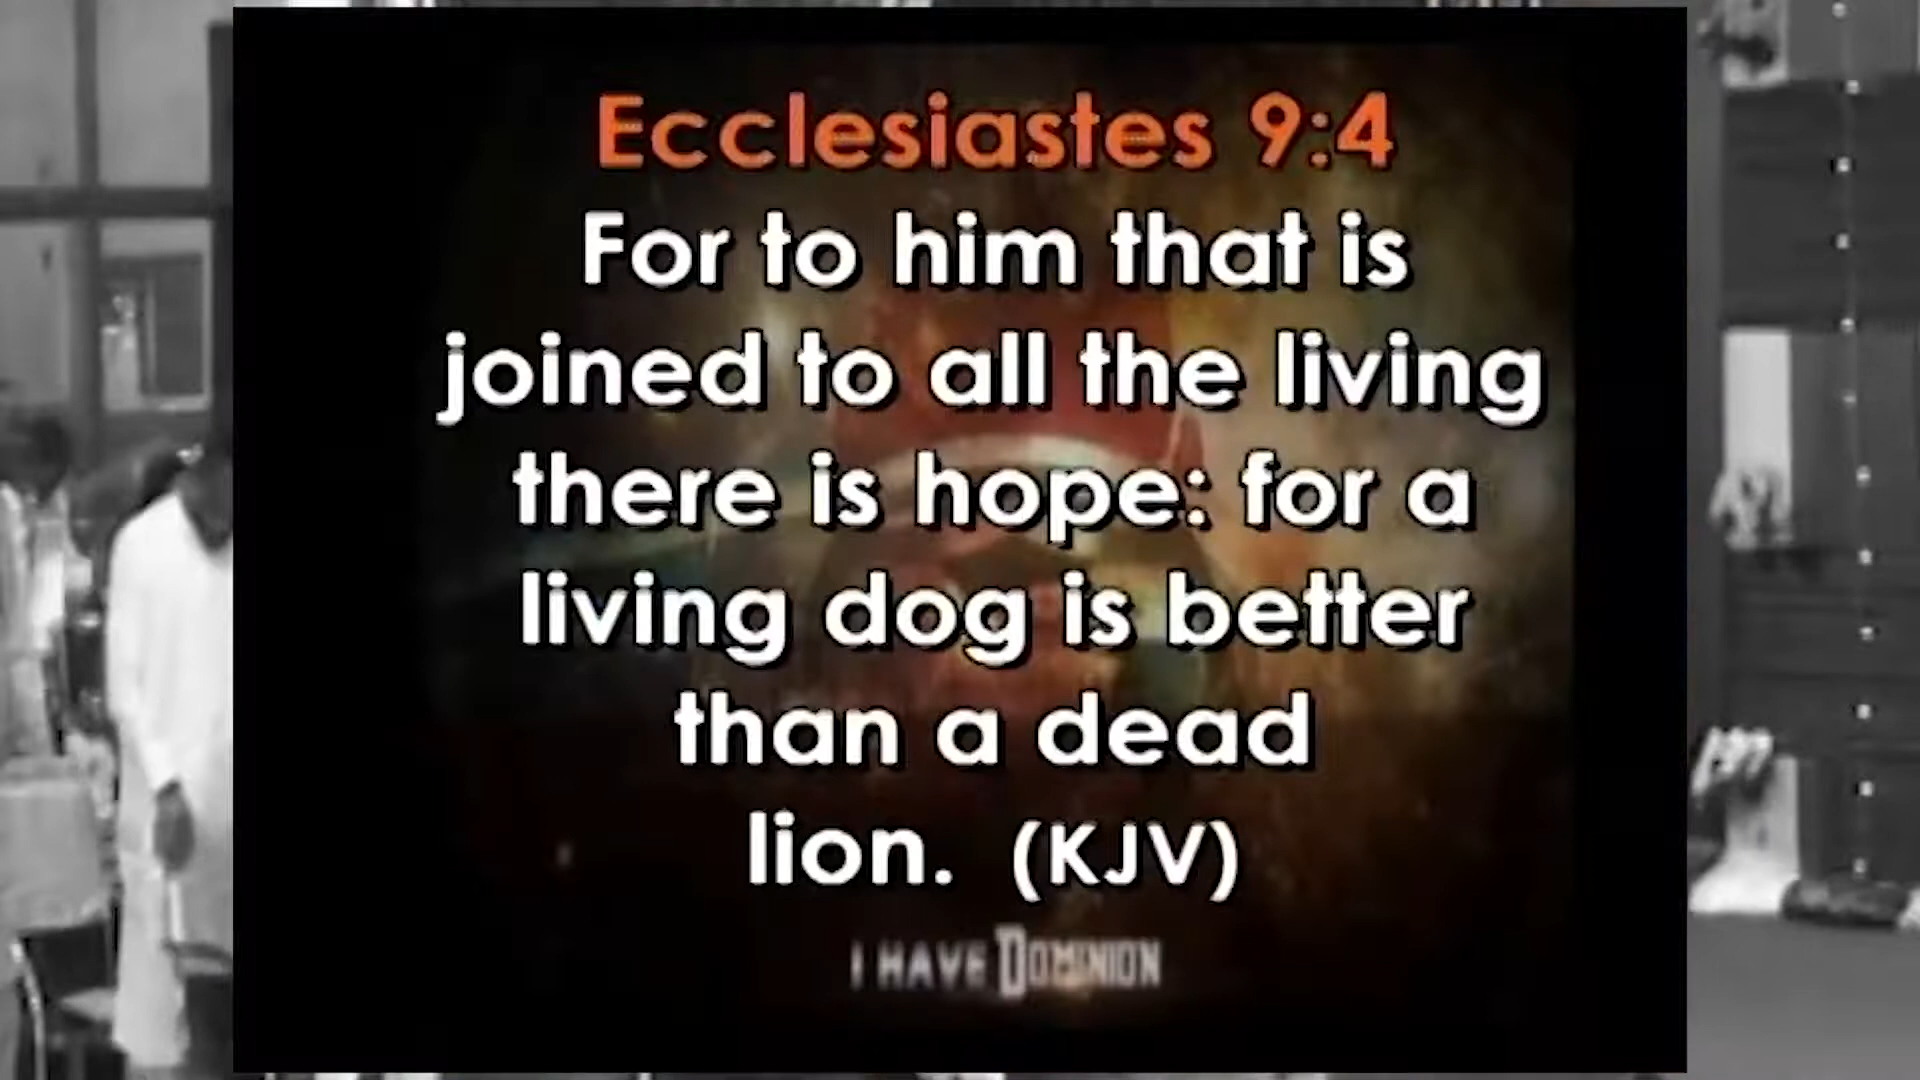 Ecclesiastes 9:4
For to him that is
joined to all the living
there is hope: for a
living dog is better
than a dead
lion. (KJV)
I HAVE DOMINION